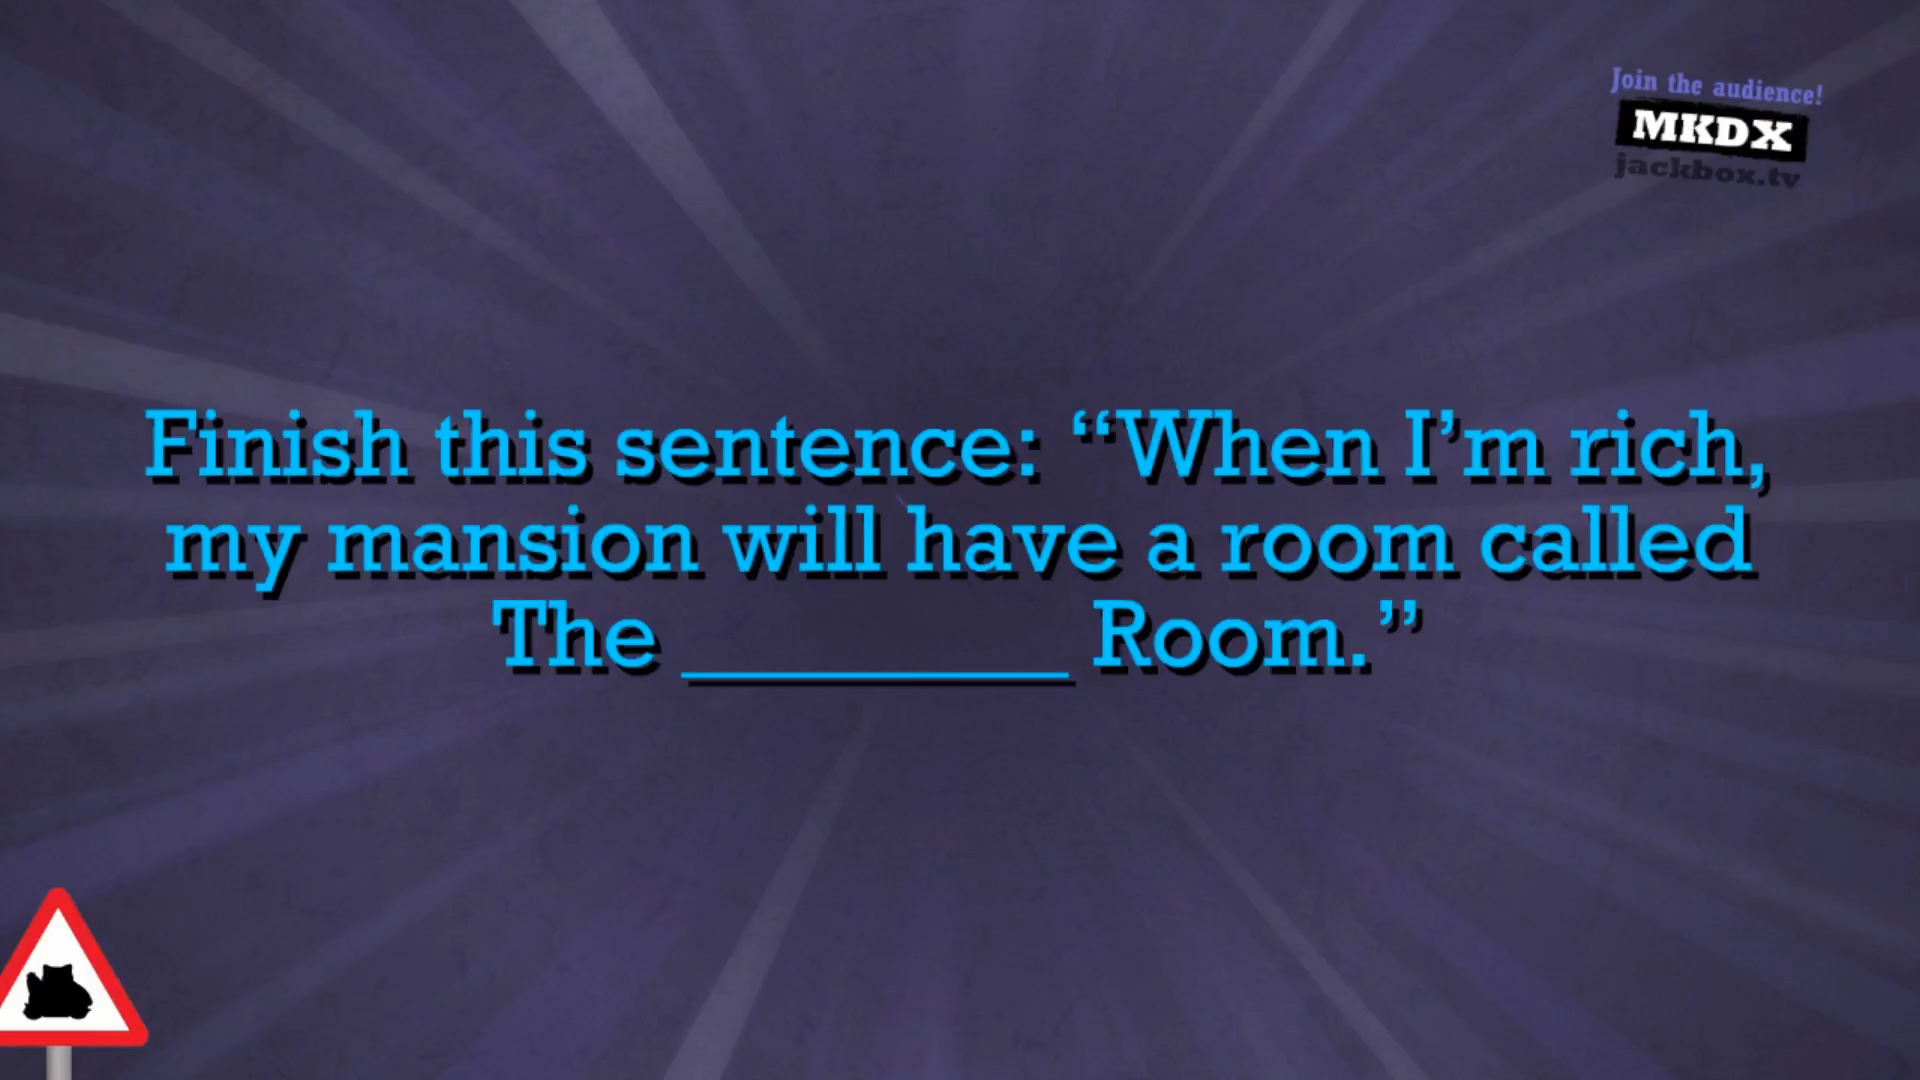 Join the audience!
MKDX
jackbox.tv
Finish this sentence: “When I’m rich,
my mansion will have a room called
The __________ Room.”